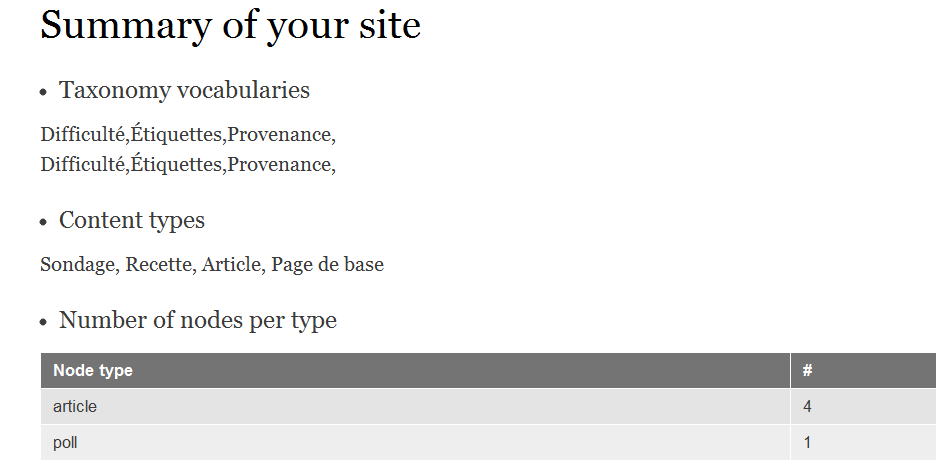 Summary of your site
• Taxonomy vocabularies
Difficulté,Étiquettes,Provenance,
Difficulté,Étiquettes,Provenance,
• Content types
Sondage, Recette, Article, Page de base
• Number of nodes per type
Node type #
article 4
poll 1